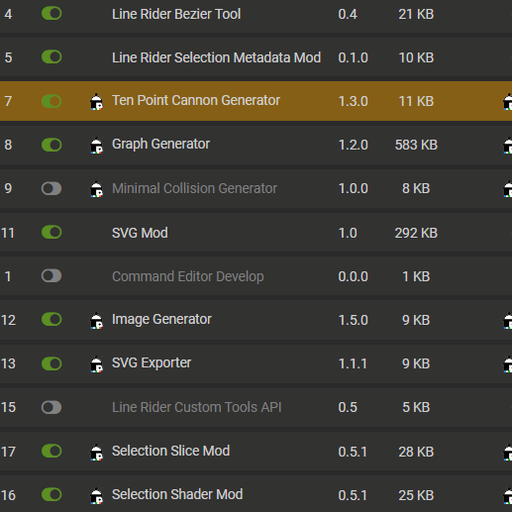 4 Line Rider Bezier Tool 0.4 21 KB
5 Line Rider Selection Metadata Mod 0.1.0 10 KB
7 Ten Point Cannon Generator 1.3.0 11 KB
8 Graph Generator 1.2.0 583 KB
9 Minimal Collision Generator 1.0.0 8 KB
11 SVG Mod 1.0 292 KB
1 Command Editor Develop 0.0.0 1 KB
12 Image Generator 1.5.0 9 KB
13 SVG Exporter 1.1.1 9 KB
15 Line Rider Custom Tools API 0.5 5 KB
17 Selection Slice Mod 0.5.1 28 KB
16 Selection Shader Mod 0.5.1 25 KB